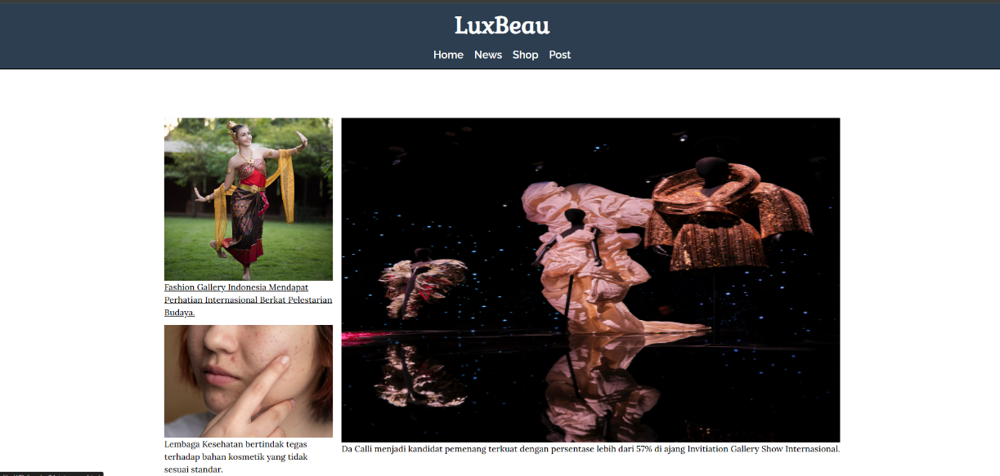 LuxBeau
Home News Shop Post
Fashion Gallery Indonesia Mendapat
Perhatian Internasional Berkat Pelestarian
Budaya.
Lembaga Kesehatan bertindak tegas
terhadap bahan kosmetik yang tidak
sesuai standar.
Da Calli menjadi kandidat pemenang terkuat dengan persentase lebih dari 57% di ajang Invitiation Gallery Show Internasional.